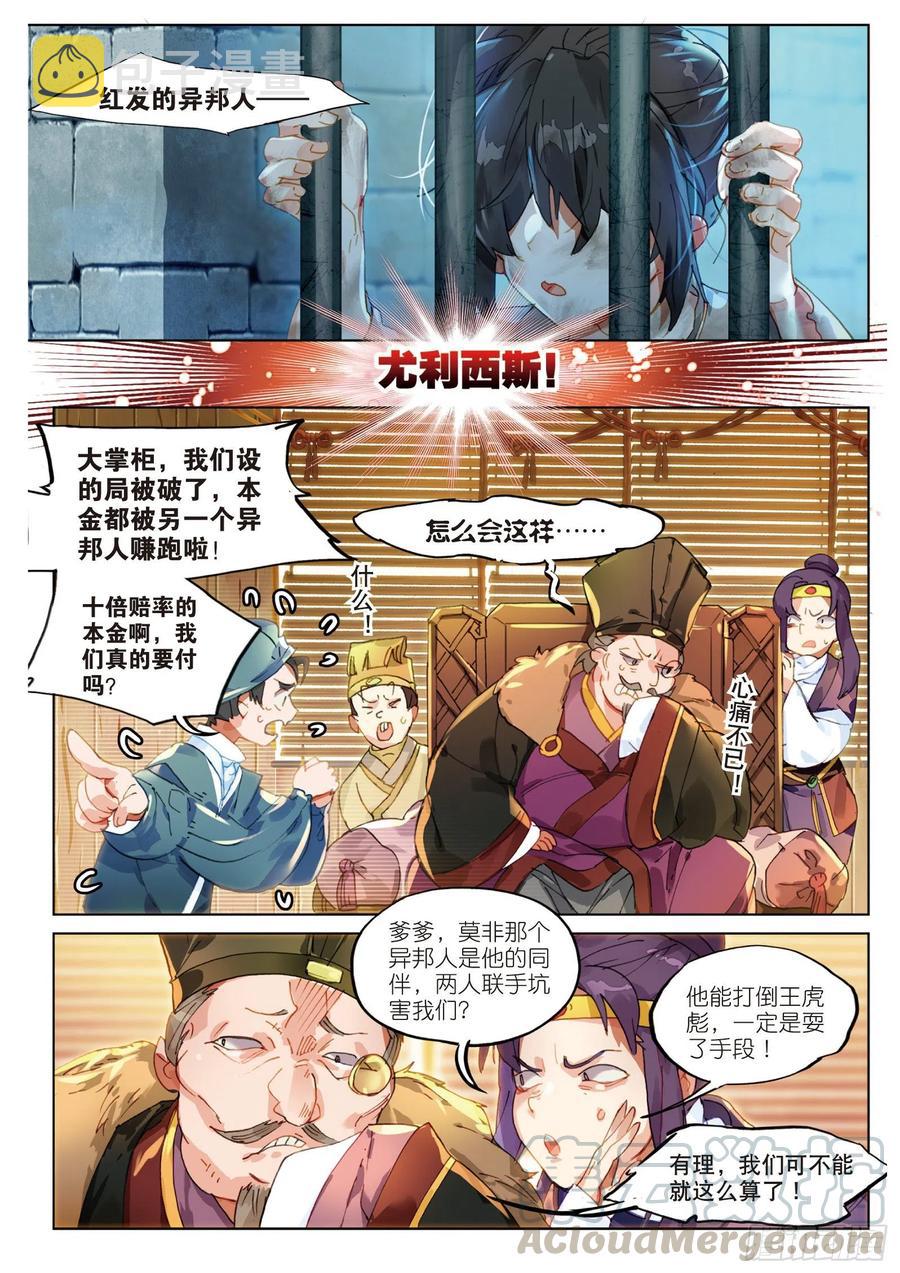 包子漫畫
红发的异邦人——
尤利西斯!
大掌柜，我们设
的局被破了，本
金都被另一个异
邦人赚跑啦！
十倍赔率的
本金啊，我
们真的要付
吗？
什么！
怎么会这样……
心痛不已！
爹爹，莫非那个
异邦人是他的同
伴，两人联手坑
害我们？
他能打倒王虎
彪，一定是耍
了手段！
有理，我们可不能
就这么算了！
ACloudMerge.com